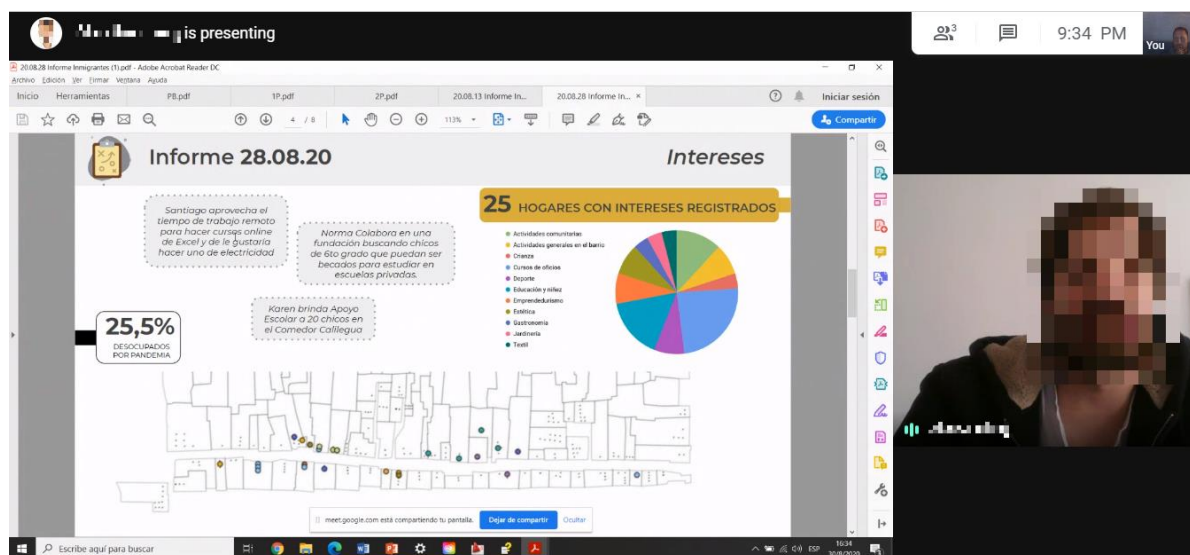 is presenting
3
9:34 PM
You
20.08.28 Informe Inmigrantes (1).pdf - Adobe Acrobat Reader DC
Archivo Edición Ver Firmar Ventana Ayuda
Inicio Herramientas PB.pdf 1P.pdf 2P.pdf 20.08.13 Informe In... 20.08.28 Informe In... × Iniciar sesión
4 / 8 113% Compartir
Informe 28.08.20 Intereses
Santiago aprovecha el
tiempo de trabajo remoto
para hacer cursos online
de Excel y de le gustaría
hacer uno de electricidad
Norma Colabora en una
fundación buscando chicos
de 6to grado que puedan ser
becados para estudiar en
escuelas privadas.
Karen brinda Apoyo
Escolar a 20 chicos en
el Comedor Callegua
25,5%
DESOCUPADOS
POR PANDEMIA
25 HOGARES CON INTERESES REGISTRADOS
Actividades comunitarias
Actividades generales en el barrio
Crianza
Cursos de oficios
Deporte
Educación y niñez
Emprendedurismo
Estética
Gastronomía
Jardinería
Textil
meet.google.com está compartiendo tu pantalla. Dejar de compartir Ocultar
Escribe aquí para buscar
ESP
16:34
30/8/2020